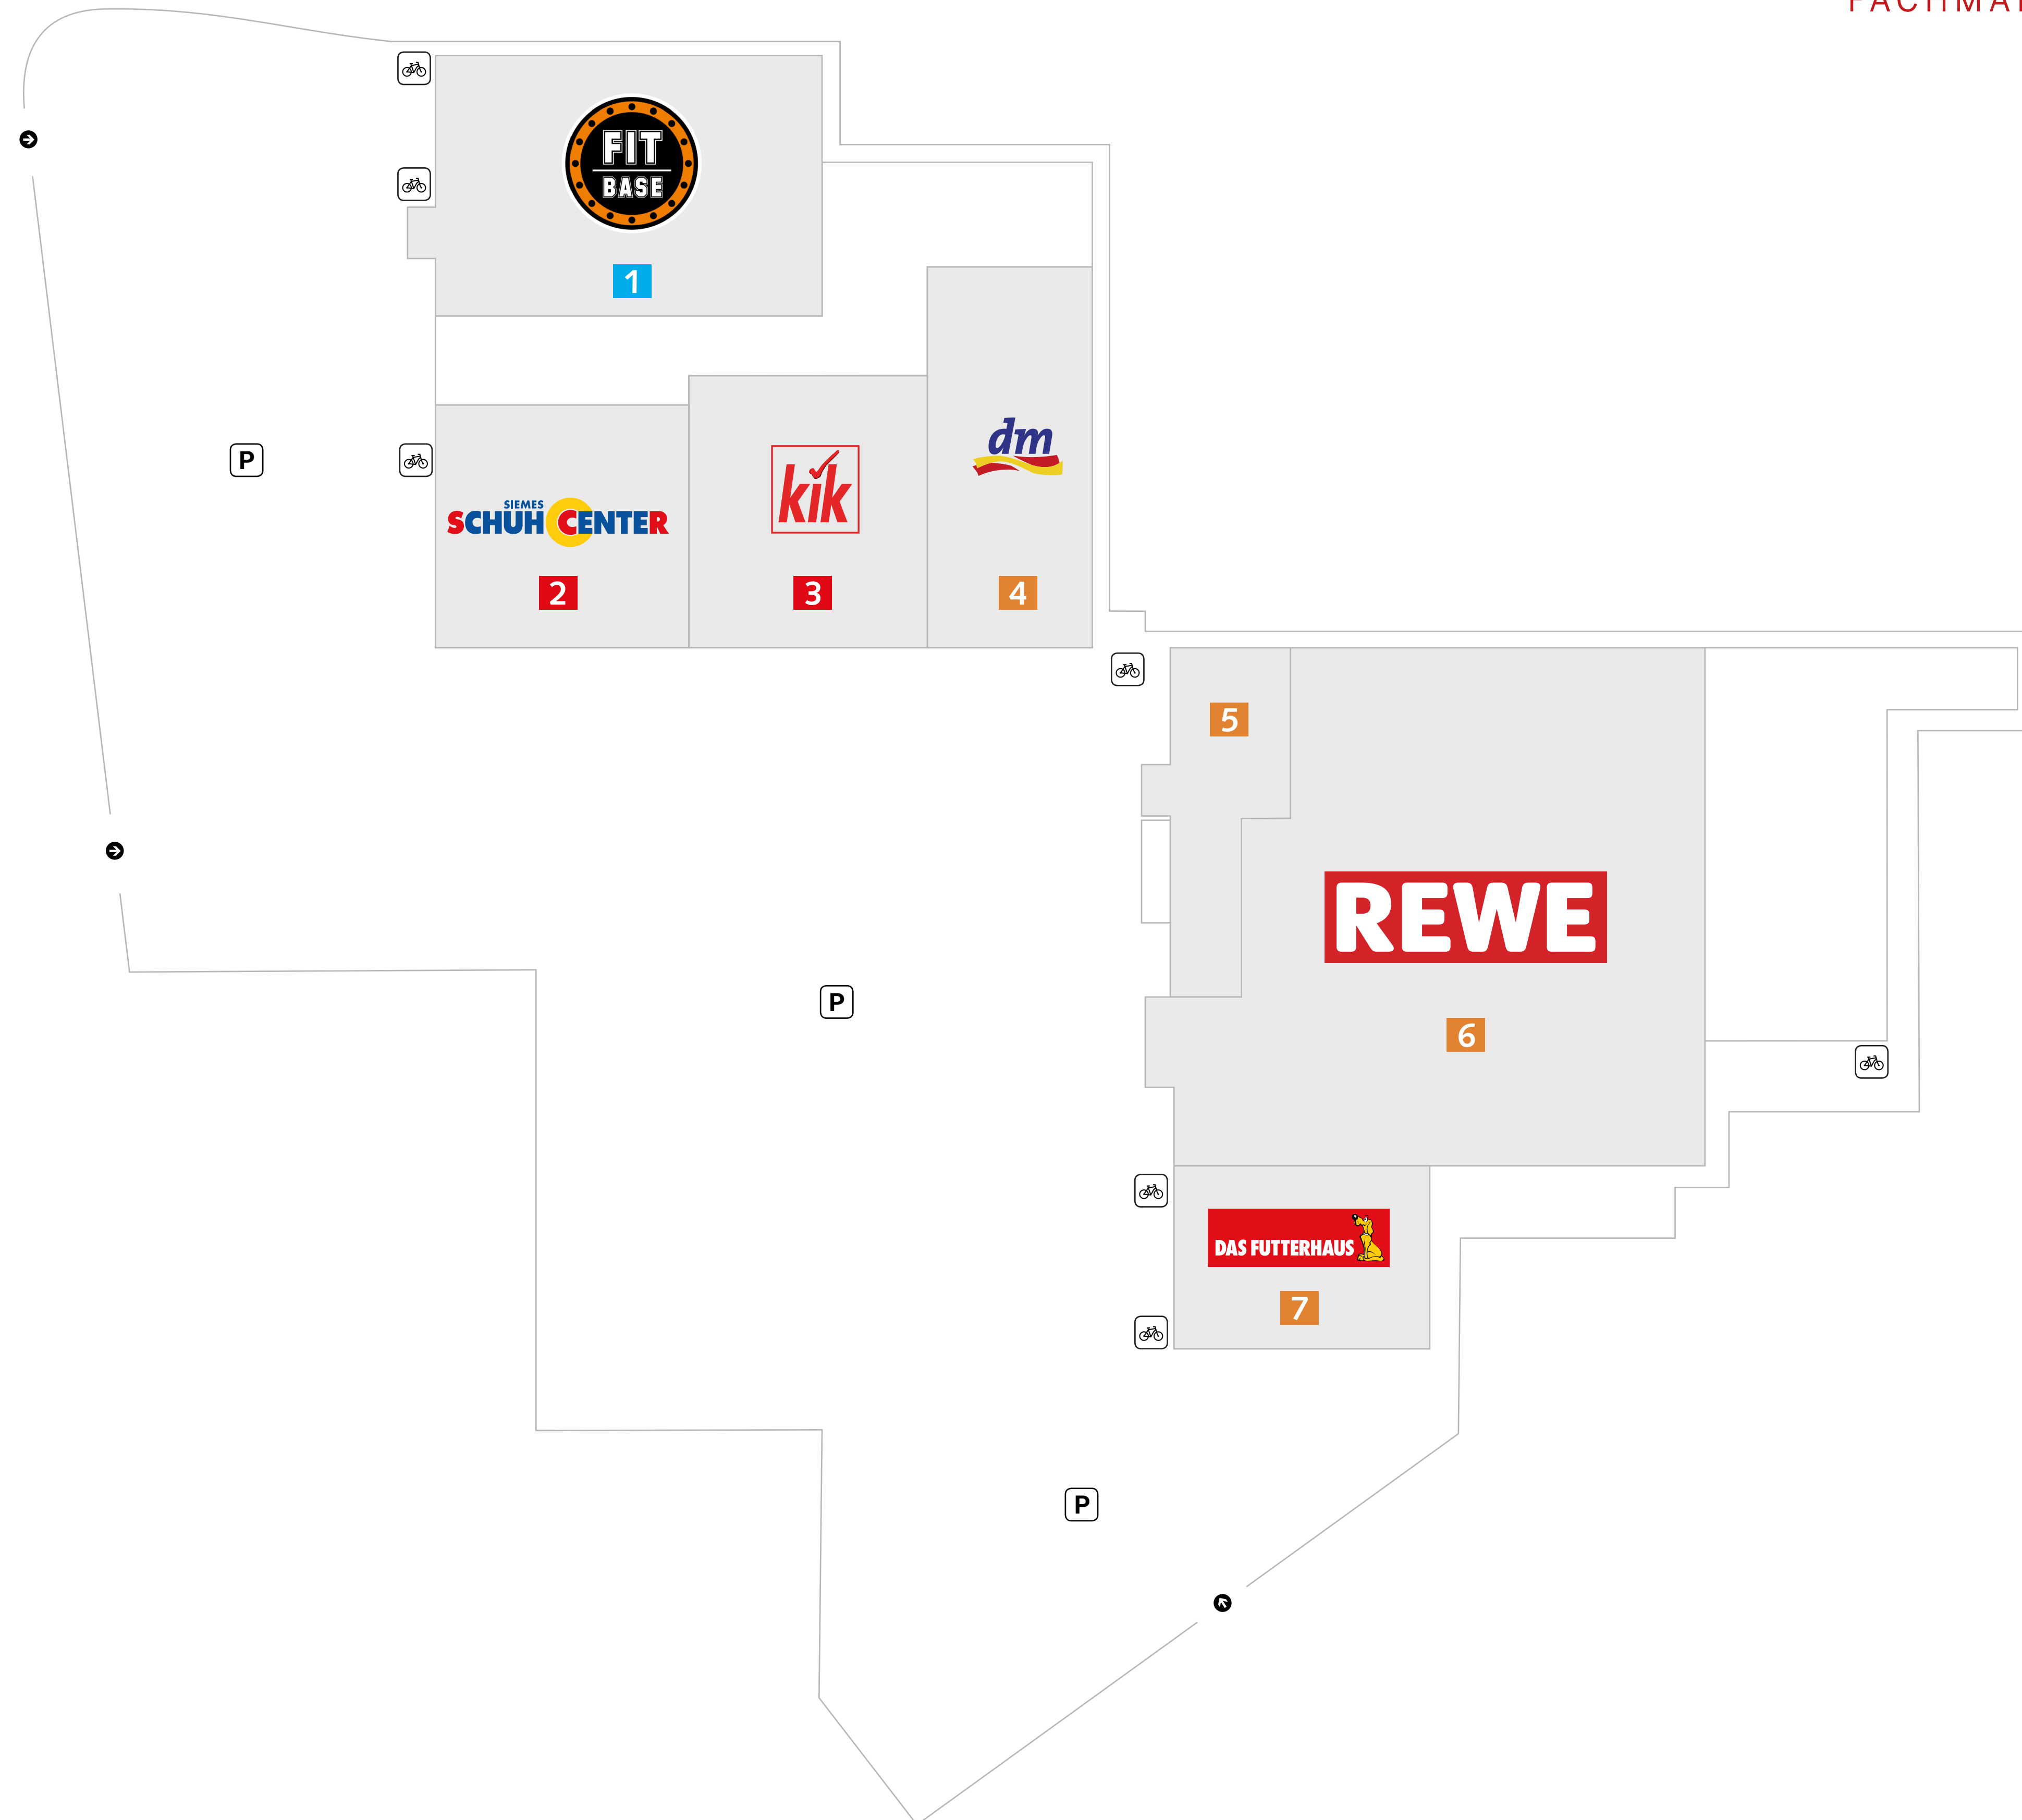 FIT
BASE
1
dm
kik
P
SIEMES
SCHUH CENTER
2
3
4
5
REWE
P
6
DAS FUTTERHAUS
7
P